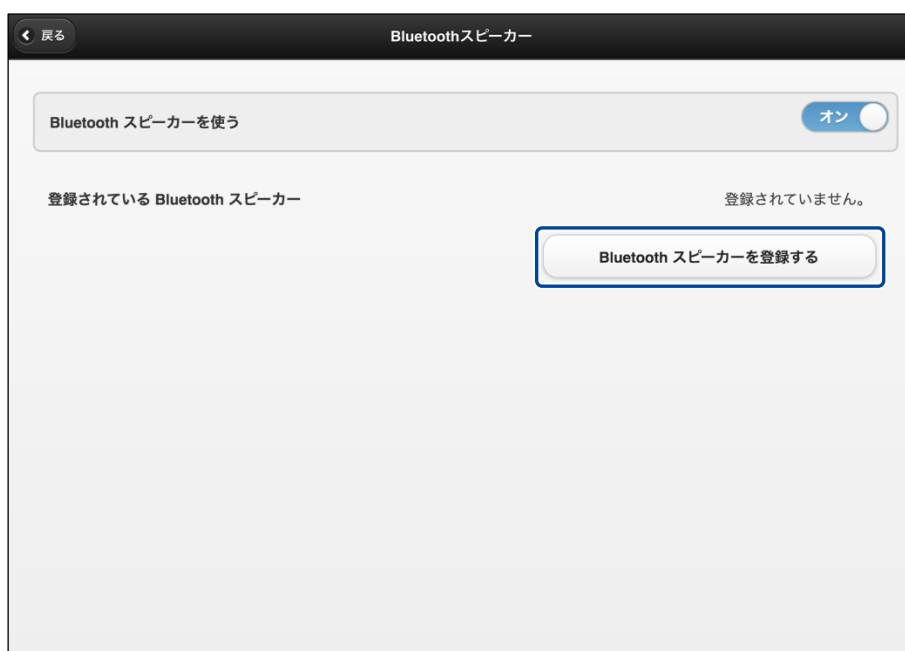 戻る
Bluetoothスピーカー
Bluetooth スピーカーを使う
オン
登録されている Bluetooth スピーカー
登録されていません。
Bluetooth スピーカーを登録する